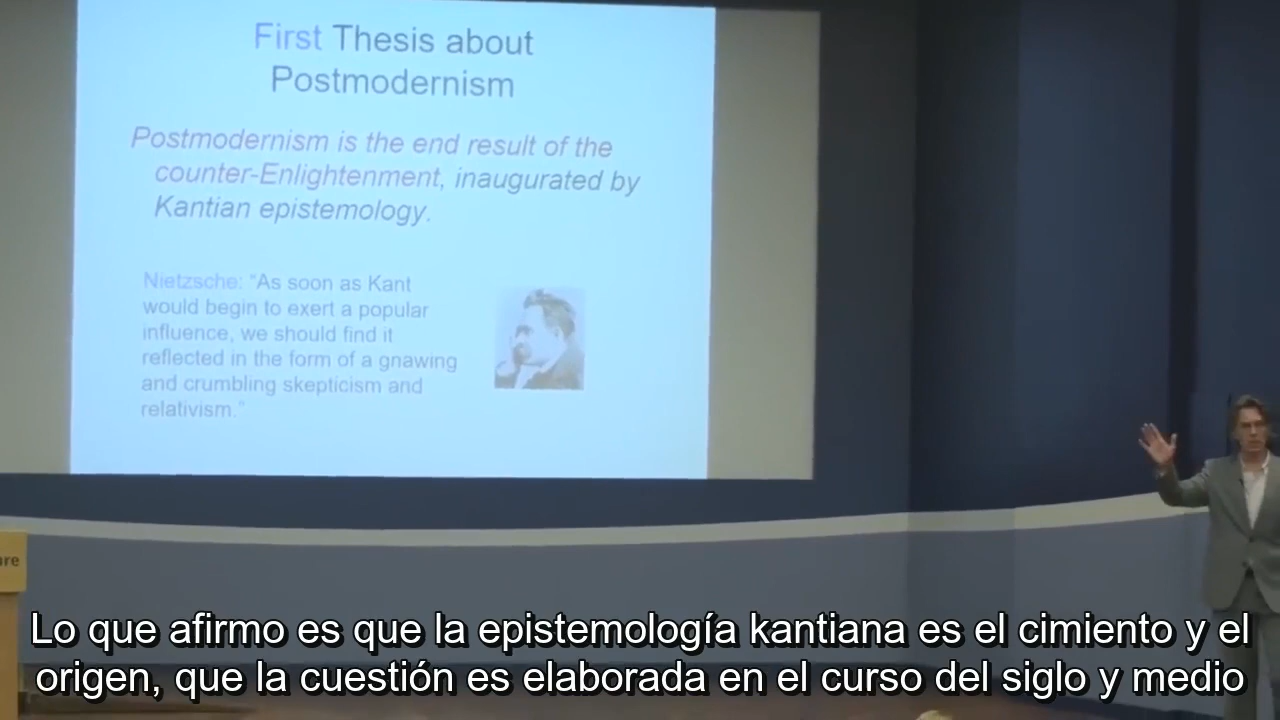 First Thesis about
Postmodernism
Postmodernism is the end result of the
counter-Enlightenment, inaugurated by
Kantian epistemology.
Nietzsche: "As soon as Kant
would begin to exert a popular
influence, we should find it
reflected in the form of a gnawing
and crumbling skepticism and
relativism."
Lo que afirmo es que la epistemología kantiana es el cimiento y el
origen, que la cuestión es elaborada en el curso del siglo y medio